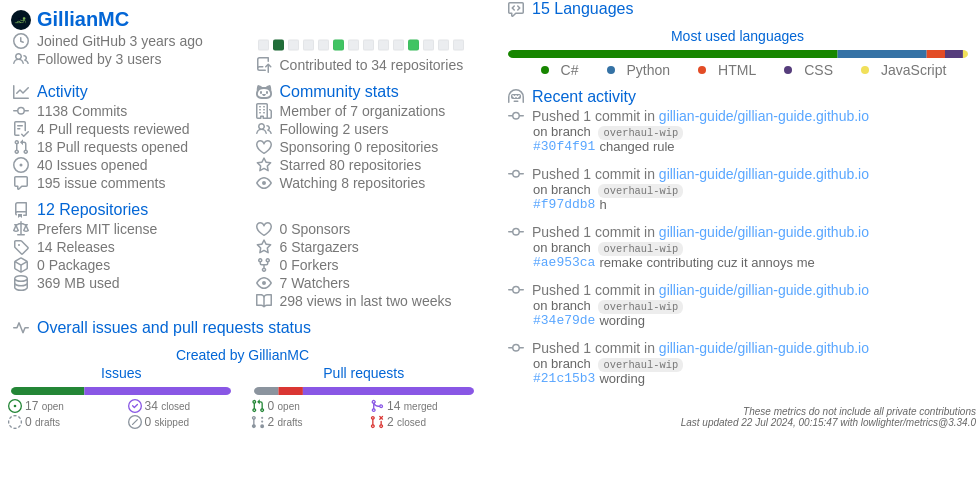 GillianMC
Joined GitHub 3 years ago
Followed by 3 users
Contributed to 34 repositories
Activity
1138 Commits
4 Pull requests reviewed
18 Pull requests opened
40 Issues opened
195 issue comments
Community stats
Member of 7 organizations
Following 2 users
Sponsoring 0 repositories
Starred 80 repositories
Watching 8 repositories
12 Repositories
Prefers MIT license
14 Releases
0 Packages
369 MB used
0 Sponsors
6 Stargazers
0 Forkers
7 Watchers
298 views in last two weeks
Overall issues and pull requests status
Created by GillianMC
Issues
17 open
34 closed
0 drafts
0 skipped
Pull requests
0 open
14 merged
2 drafts
2 closed
15 Languages
Most used languages
C# Python HTML CSS JavaScript
Recent activity
Pushed 1 commit in gillian-guide/gillian-guide.github.io
on branch overhaul-wip
#30f4f91 changed rule
Pushed 1 commit in gillian-guide/gillian-guide.github.io
on branch overhaul-wip
#f97ddb8 h
Pushed 1 commit in gillian-guide/gillian-guide.github.io
on branch overhaul-wip
#ae953ca remake contributing cuz it annoys me
Pushed 1 commit in gillian-guide/gillian-guide.github.io
on branch overhaul-wip
#34e79de wording
Pushed 1 commit in gillian-guide/gillian-guide.github.io
on branch overhaul-wip
#21c15b3 wording
These metrics do not include all private contributions
Last updated 22 Jul 2024, 00:15:47 with lowlighter/metrics@3.34.0